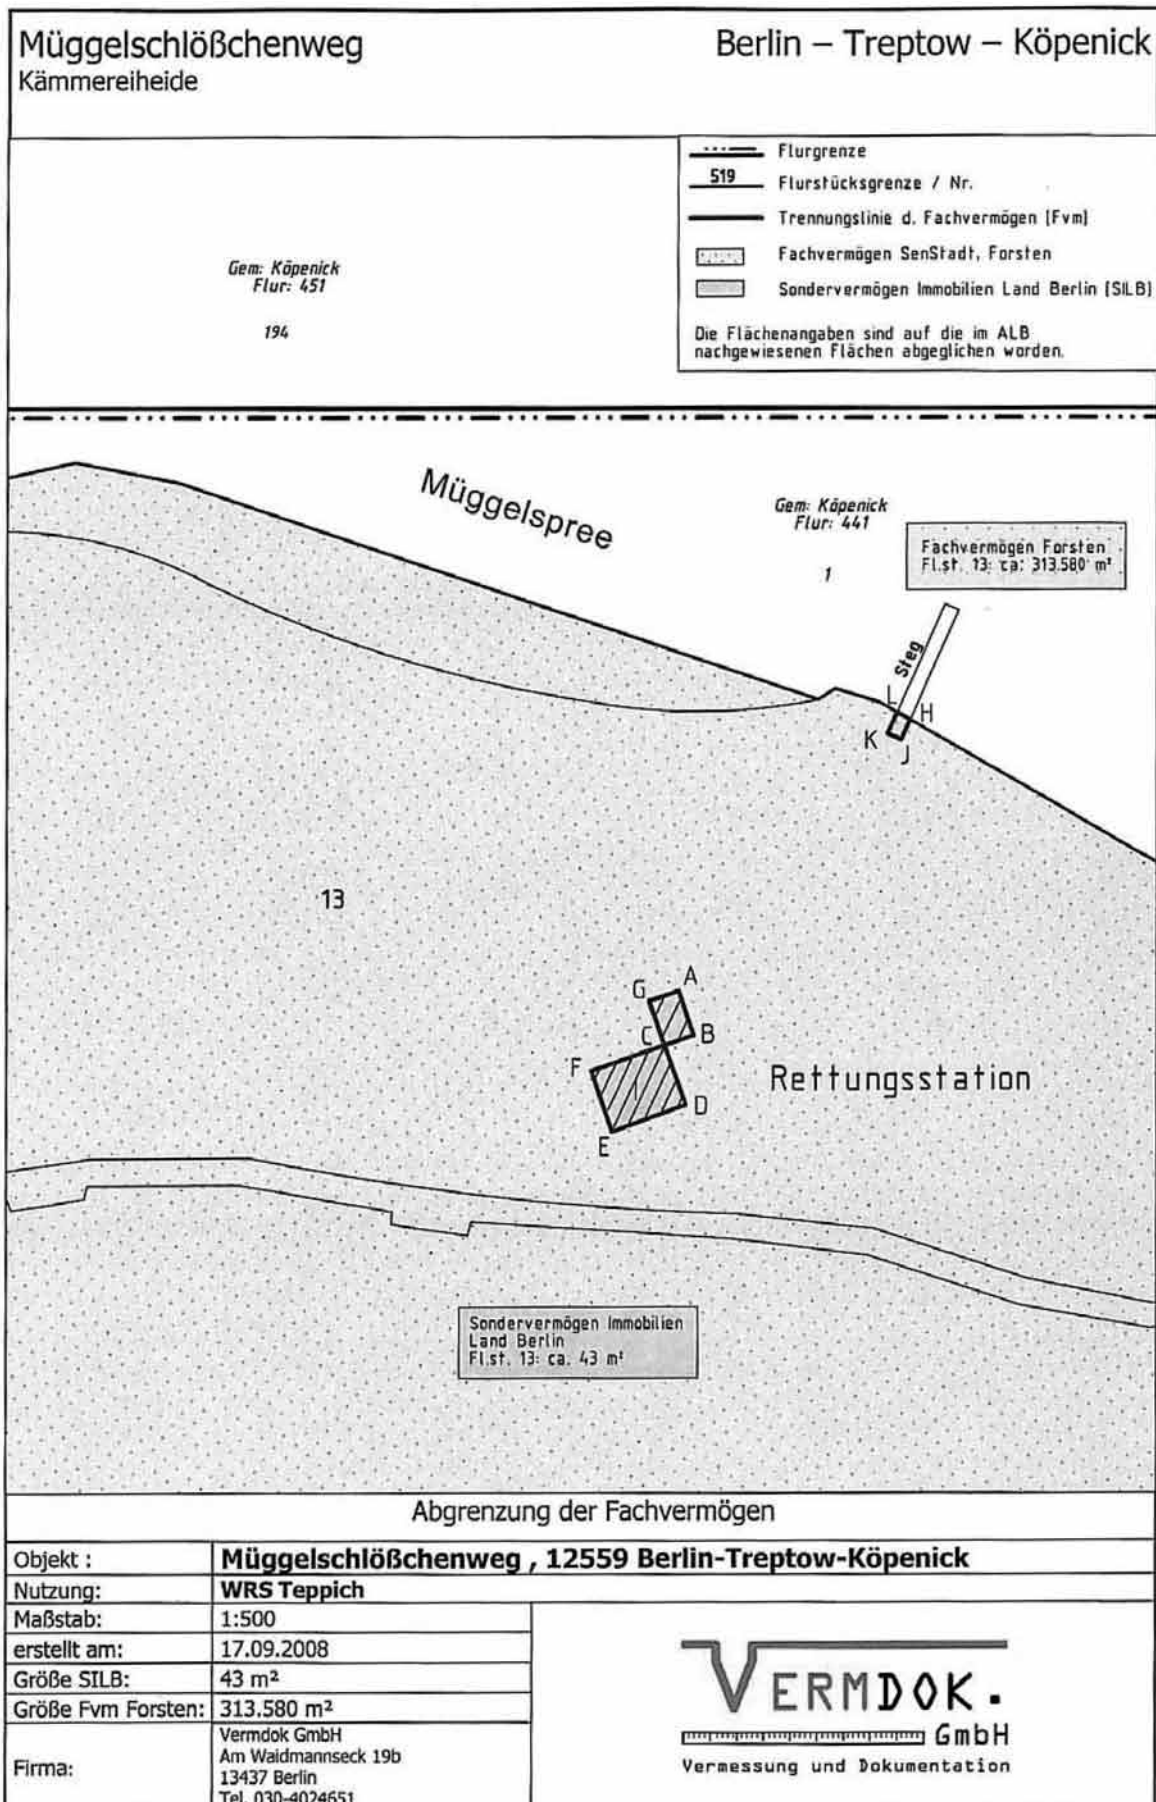 Müggelschlößchenweg
Kämmereiheide
Berlin – Treptow – Köpenick
Flurgrenze
519 Flurstücksgrenze / Nr.
Trennungslinie d. Fachvermögen (Fvm)
Fachvermögen SenStadt, Forsten
Sondervermögen Immobilien Land Berlin (SILB)
Die Flächenangaben sind auf die im ALB
nachgewiesenen Flächen abgeglichen worden.
Gem: Köpenick
Flur: 451
194
Müggelspree
Gem: Köpenick
Flur: 441
1
Fachvermögen Forsten
Fl.st. 13: ca: 313.580 m²
Steg
L
H
K
J
13
G
A
C
B
F
I
D
E
Rettungsstation
Sondervermögen Immobilien
Land Berlin
Fl.st. 13: ca. 43 m²
Abgrenzung der Fachvermögen
Objekt : Müggelschlößchenweg , 12559 Berlin-Treptow-Köpenick
Nutzung: WRS Teppich
Maßstab: 1:500
erstellt am: 17.09.2008
Größe SILB: 43 m²
Größe Fvm Forsten: 313.580 m²
Firma: Vermdok GmbH
Am Waidmannseck 19b
13437 Berlin
Tel. 030-4024651
VERMDOK.
GmbH
Vermessung und Dokumentation